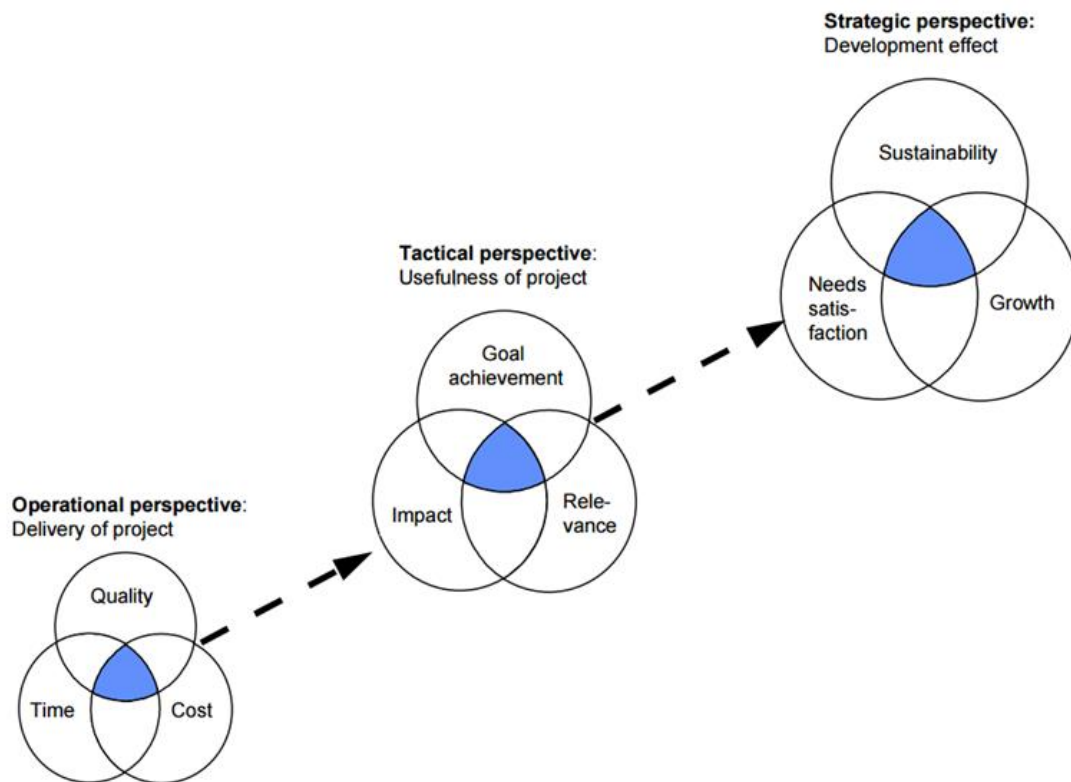 Strategic perspective:
Development effect
Sustainability
Needs
satis-
faction
Growth
Tactical perspective:
Usefulness of project
Goal
achievement
Impact
Rele-
vance
Operational perspective:
Delivery of project
Quality
Time
Cost